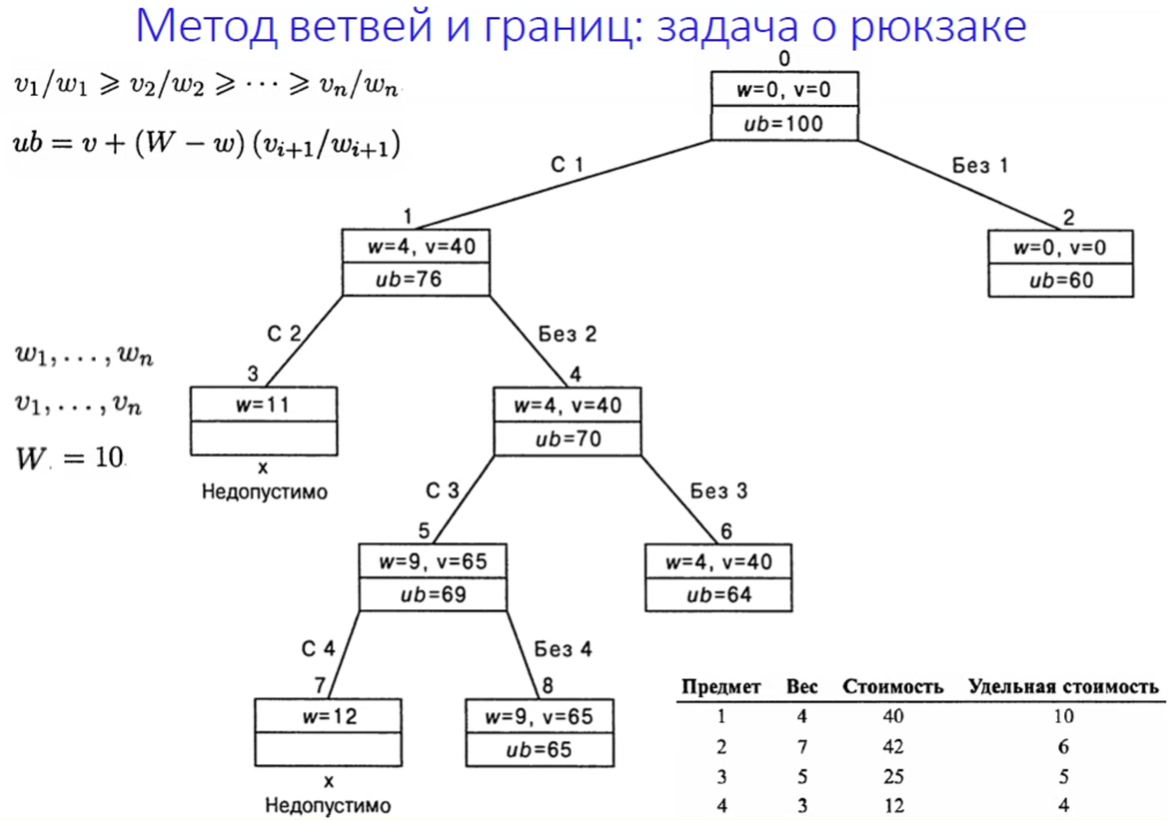 Метод ветвей и границ: задача о рюкзаке
v₁/w₁ ⩾ v₂/w₂ ⩾ ··· ⩾ vₙ/wₙ
ub = v + (W − w) (vᵢ₊₁/wᵢ₊₁)
0
w=0, v=0
ub=100
С 1
Без 1
1
w=4, v=40
ub=76
2
w=0, v=0
ub=60
С 2
Без 2
w₁, . . . , wₙ
v₁, . . . , vₙ
W = 10
3
w=11
x
Недопустимо
4
w=4, v=40
ub=70
С 3
Без 3
5
w=9, v=65
ub=69
6
w=4, v=40
ub=64
С 4
Без 4
7
w=12
x
Недопустимо
8
w=9, v=65
ub=65
Предмет Вес Стоимость Удельная стоимость
1 4 40 10
2 7 42 6
3 5 25 5
4 3 12 4